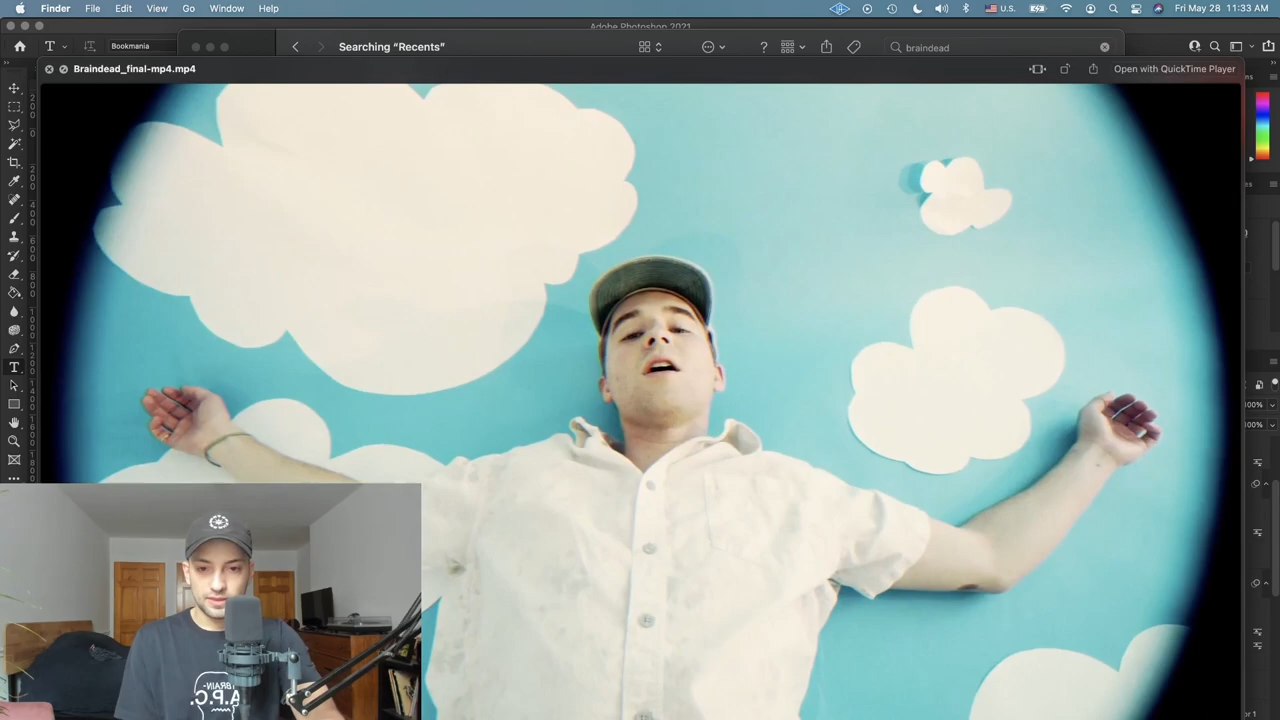 Finder File Edit View Go Window Help U.S. Fri May 28 11:33 AM
Adobe Photoshop 2021
Bookmania Searching "Recents" braindead
Braindead_final-mp4.mp4 Open with QuickTime Player
100%
100%
BRAIN-
A.P.C.